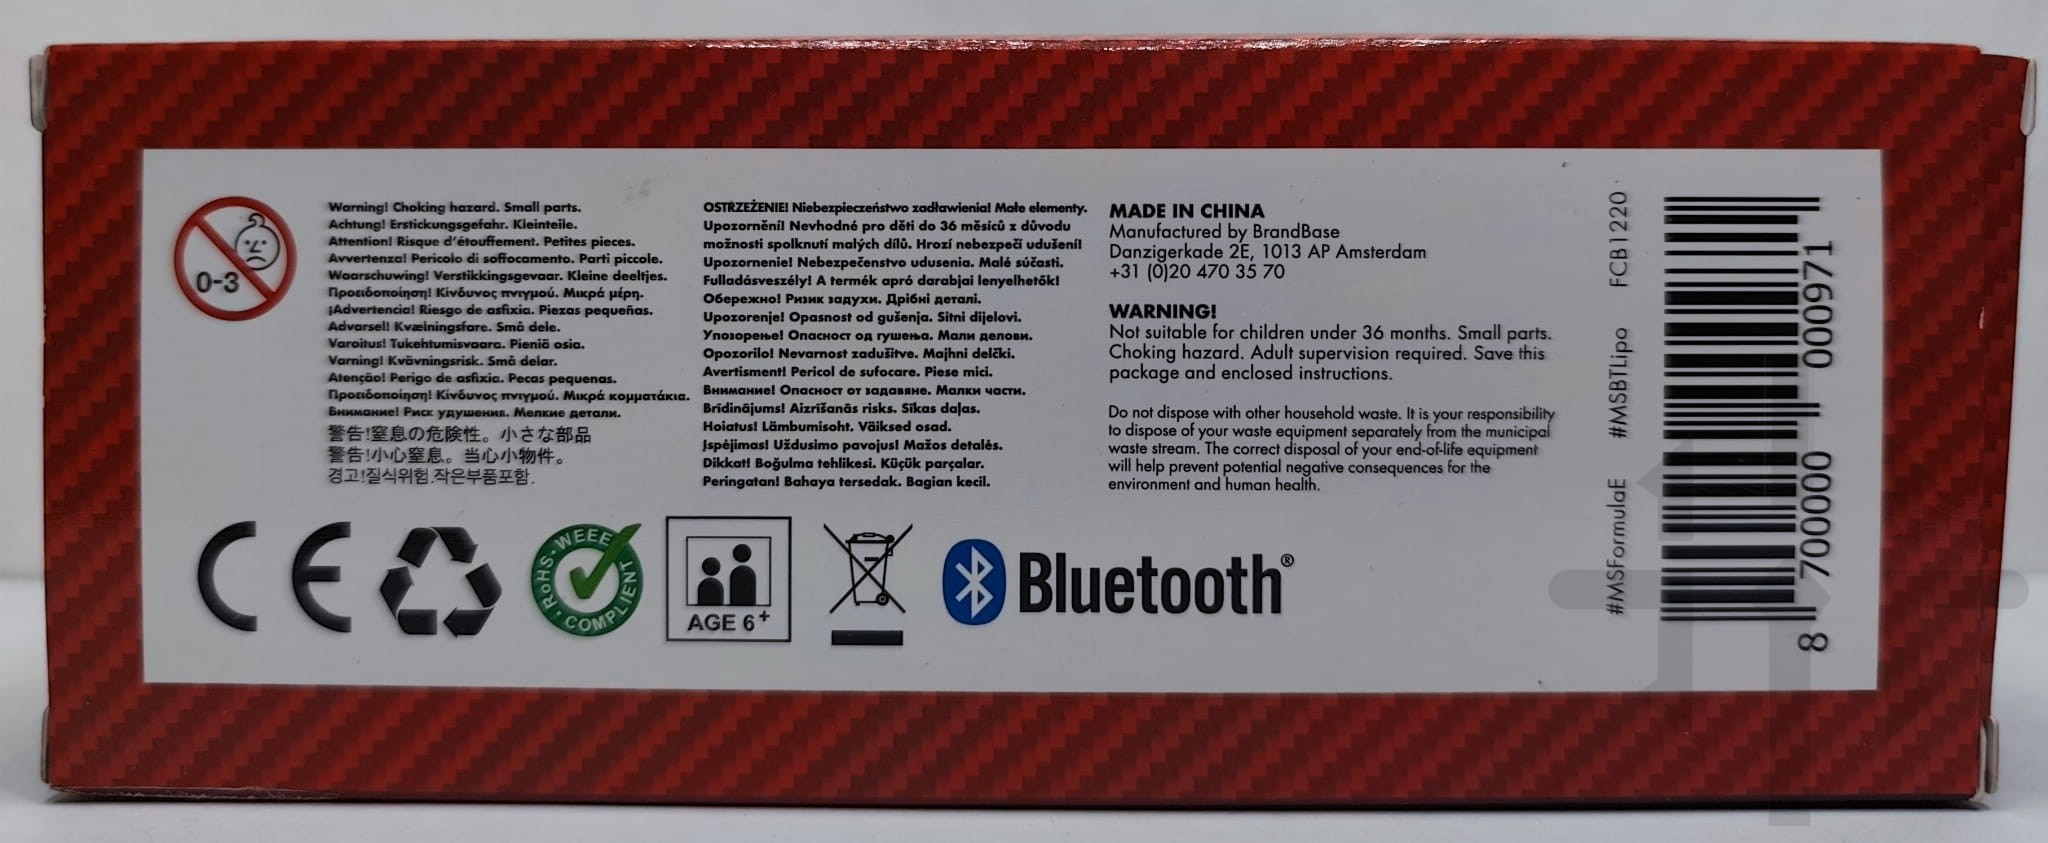 0-3
Warning! Choking hazard. Small parts.
Achtung! Erstickungsgefahr. Kleinteile.
Attention! Risque d'étouffement. Petites pieces.
Avvertenza! Pericolo di soffocamento. Parti piccole.
Waarschuwing! Verstikkingsgevaar. Kleine deeltjes.
Προειδοποίηση! Κίνδυνος πνιγμού. Μικρά μέρη.
¡Advertencia! Riesgo de asfixia. Piezas pequeñas.
Advarsel! Kvælningsfare. Små dele.
Varoitus! Tukehtumisvaara. Pieniä osia.
Varning! Kvävningsrisk. Små delar.
Atenção! Perigo de asfixia. Pecas pequenas.
Προειδοποίηση! Κίνδυνος πνιγμού. Μικρά κομματάκια.
Внимание! Риск удушения. Мелкие детали.
警告!窒息の危険性。小さな部品
警告!小心窒息。当心小物件。
경고!질식위험.작은부품포함.
OSTRZEŻENIE! Niebezpieczeństwo zadławienia! Małe elementy.
Upozornění! Nevhodné pro děti do 36 měsíců z důvodu
možnosti spolknutí malých dílů. Hrozí nebezpečí udušení!
Upozornenie! Nebezpečenstvo udusenia. Malé súčasti.
Fulladásveszély! A termék apró darabjai lenyelhetők!
Обережно! Ризик задухи. Дрібні деталі.
Upozorenje! Opasnost od gušenja. Sitni dijelovi.
Упозорење! Опасност од гушења. Мали делови.
Opozorilo! Nevarnost zadušitve. Majhni delčki.
Avertisment! Pericol de sufocare. Piese mici.
Внимание! Опасност от задавяне. Малки части.
Brīdinājums! Aizrīšanās risks. Sīkas daļas.
Hoiatus! Lämbumisoht. Väiksed osad.
Įspėjimas! Uždusimo pavojus! Mažos detalės.
Dikkat! Boğulma tehlikesi. Küçük parçalar.
Peringatan! Bahaya tersedak. Bagian kecil.
MADE IN CHINA
Manufactured by BrandBase
Danzigerkade 2E, 1013 AP Amsterdam
+31 (0)20 470 35 70
WARNING!
Not suitable for children under 36 months. Small parts.
Choking hazard. Adult supervision required. Save this
package and enclosed instructions.
Do not dispose with other household waste. It is your responsibility
to dispose of your waste equipment separately from the municipal
waste stream. The correct disposal of your end-of-life equipment
will help prevent potential negative consequences for the
environment and human health.
#MSFormulaE #MSBTLipo FCB1220
8 700000 000971
CE
RoHS · WEEE · COMPLIENT
AGE 6+
Bluetooth®